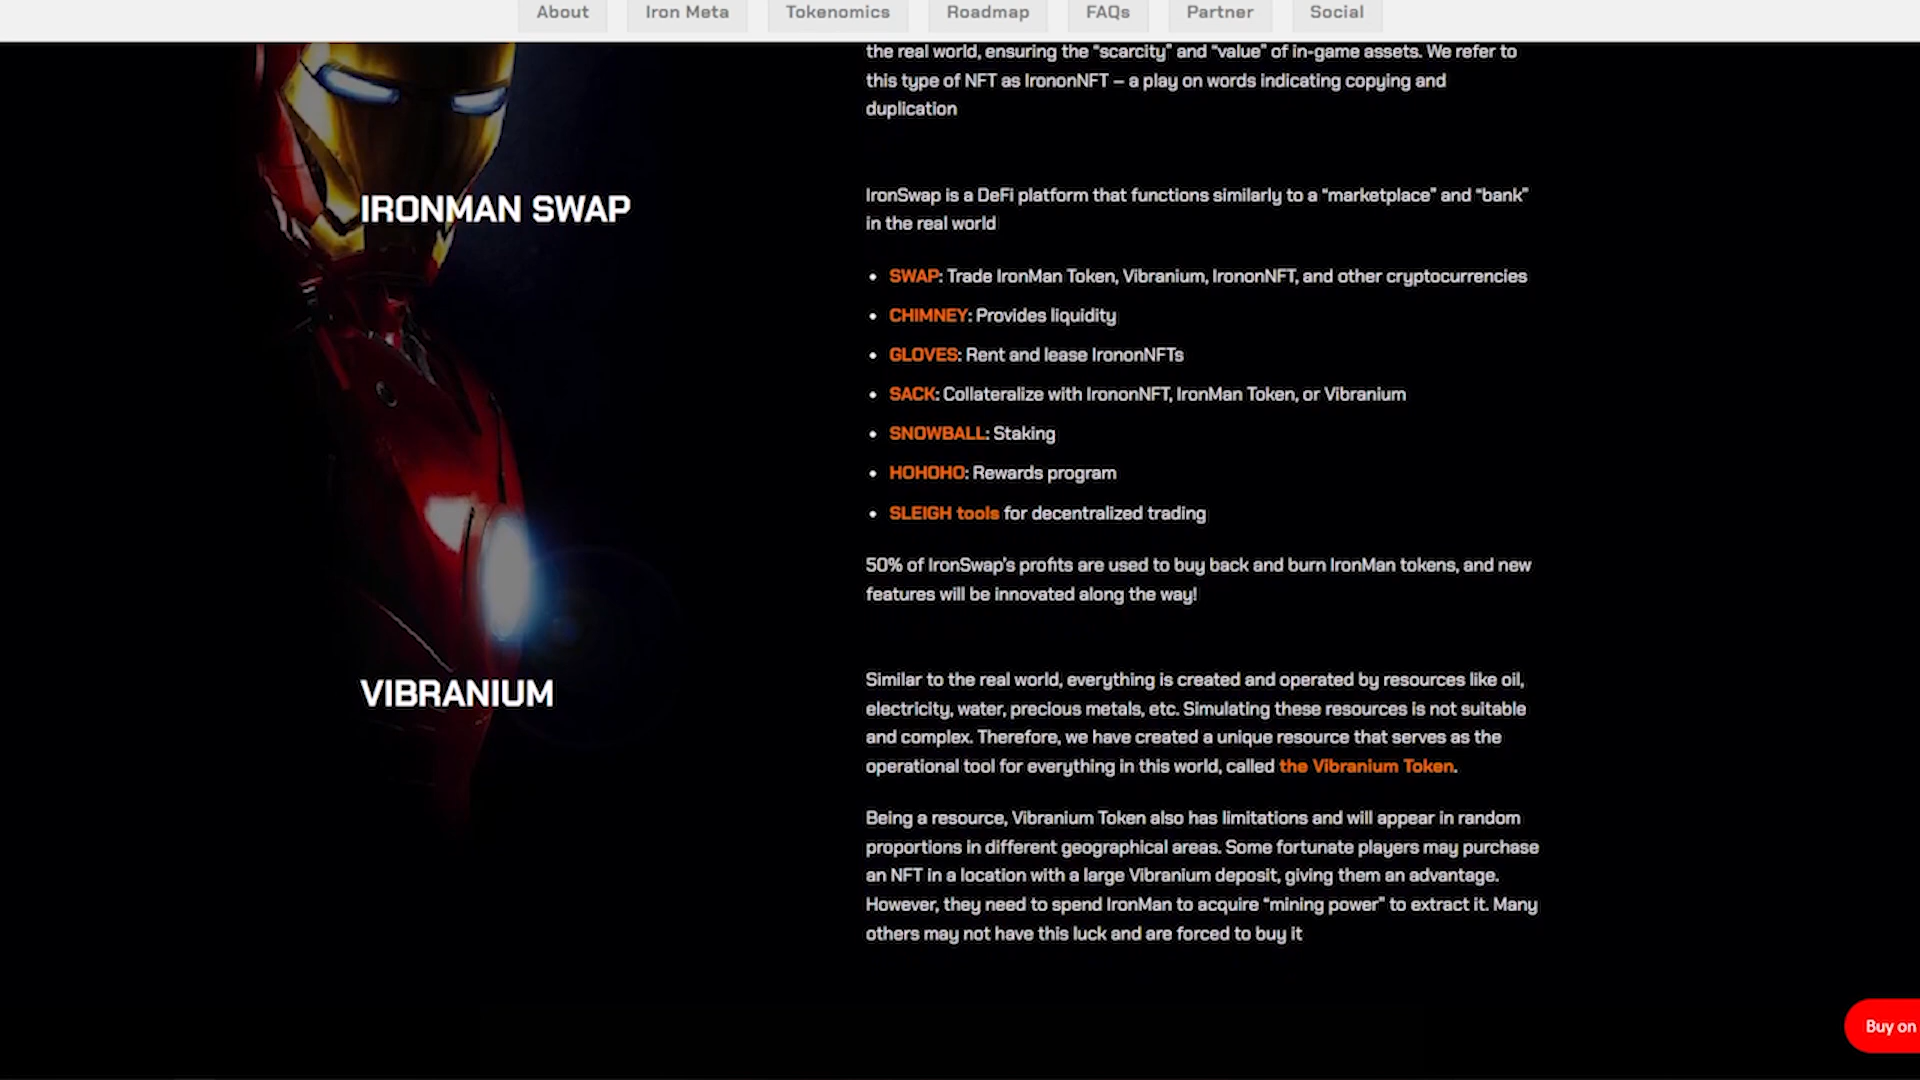 About Iron Meta Tokenomics Roadmap FAQs Partner Social
the real world, ensuring the “scarcity” and “value” of in-game assets. We refer to
this type of NFT as IrononNFT – a play on words indicating copying and
duplication
IRONMAN SWAP
IronSwap is a DeFi platform that functions similarly to a “marketplace” and “bank”
in the real world
• SWAP: Trade IronMan Token, Vibranium, IrononNFT, and other cryptocurrencies
• CHIMNEY: Provides liquidity
• GLOVES: Rent and lease IrononNFTs
• SACK: Collateralize with IrononNFT, IronMan Token, or Vibranium
• SNOWBALL: Staking
• HOHOHO: Rewards program
• SLEIGH tools for decentralized trading
50% of IronSwap’s profits are used to buy back and burn IronMan tokens, and new
features will be innovated along the way!
VIBRANIUM
Similar to the real world, everything is created and operated by resources like oil,
electricity, water, precious metals, etc. Simulating these resources is not suitable
and complex. Therefore, we have created a unique resource that serves as the
operational tool for everything in this world, called the Vibranium Token.
Being a resource, Vibranium Token also has limitations and will appear in random
proportions in different geographical areas. Some fortunate players may purchase
an NFT in a location with a large Vibranium deposit, giving them an advantage.
However, they need to spend IronMan to acquire “mining power” to extract it. Many
others may not have this luck and are forced to buy it
Buy on